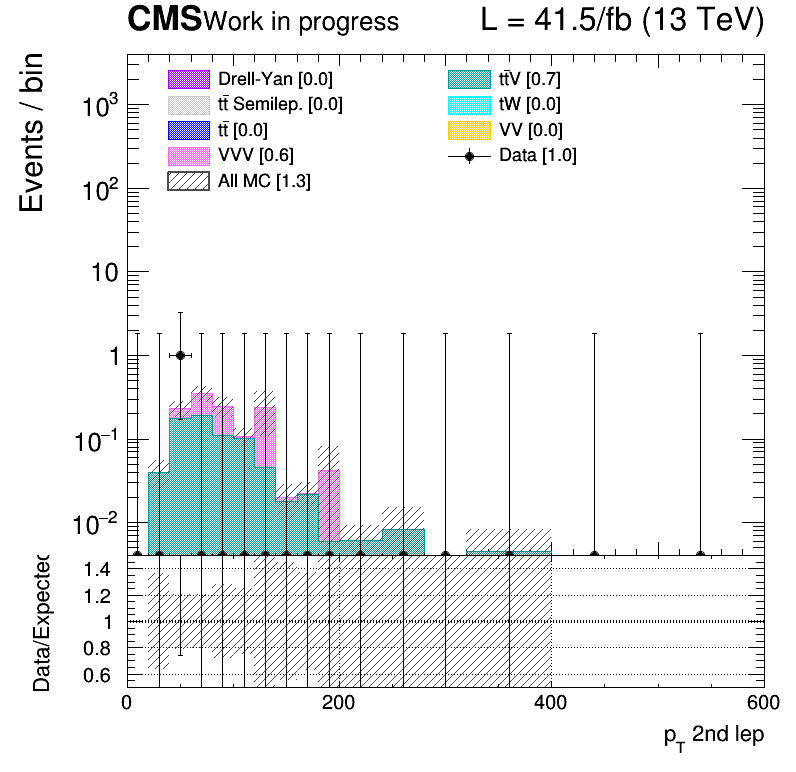 CMS Work in progress L = 41.5/fb (13 TeV)
Drell-Yan [0.0]
tt̄ Semilep. [0.0]
tt̄ [0.0]
VVV [0.6]
All MC [1.3]
tt̄V [0.7]
tW [0.0]
VV [0.0]
Data [1.0]
Events / bin
10³
10²
10
1
10⁻¹
10⁻²
Data/Expected
1.4
1.2
1
0.8
0.6
0 200 400 600
p_T 2nd lep